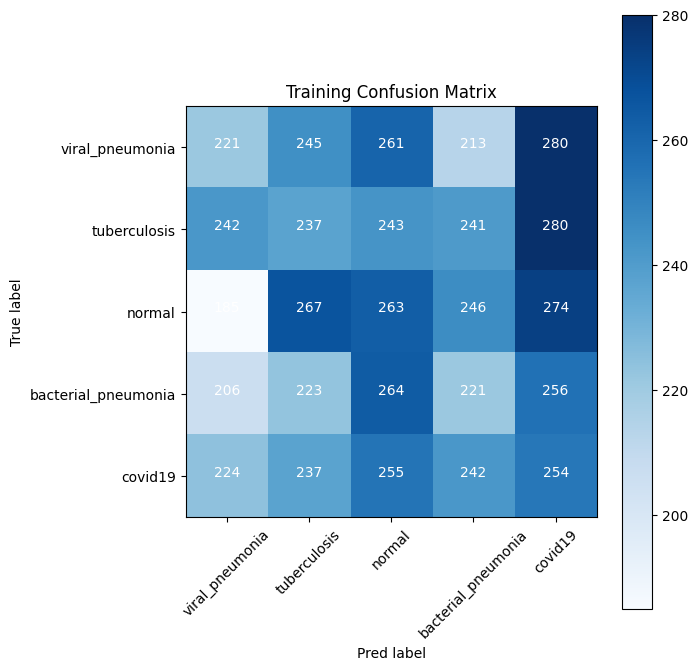 Training Confusion Matrix
True label
viral_pneumonia 221 245 261 213 280
tuberculosis 242 237 243 241 280
normal 185 267 263 246 274
bacterial_pneumonia 206 223 264 221 256
covid19 224 237 255 242 254
viral_pneumonia tuberculosis normal bacterial_pneumonia covid19
Pred label
280
260
240
220
200